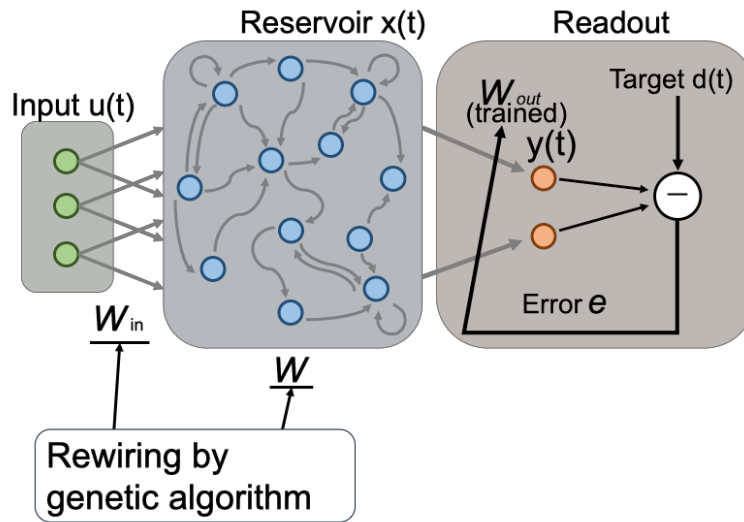 Reservoir x(t)
Readout
Input u(t)
W out
(trained)
Target d(t)
y(t)
−
Error e
W in
W
Rewiring by
genetic algorithm